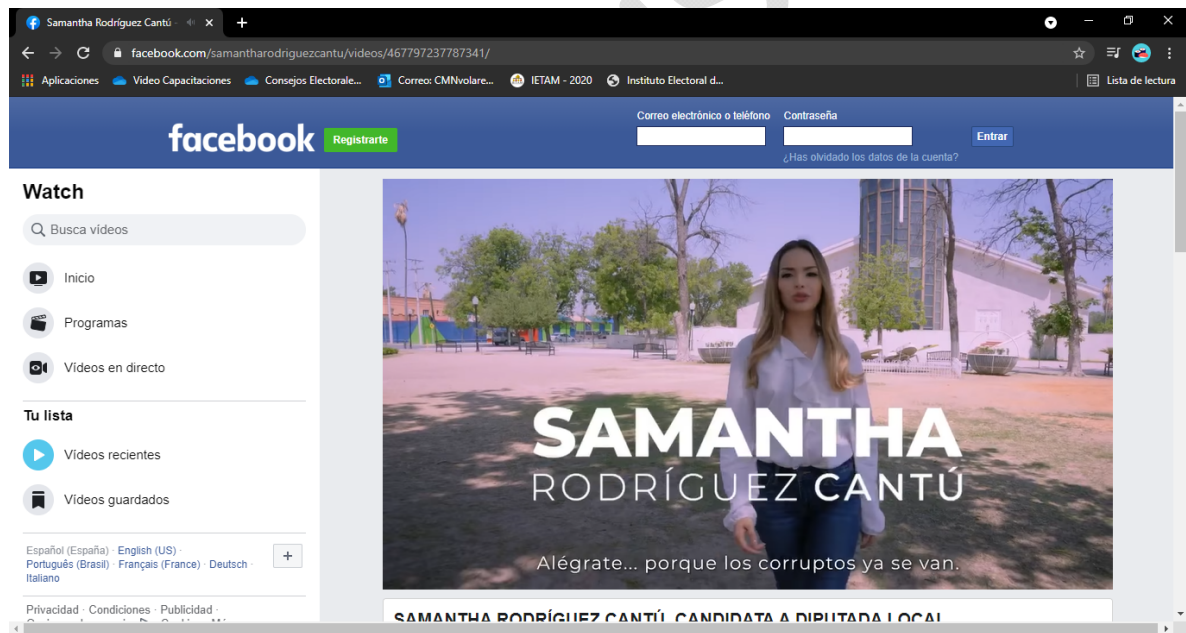 Samantha Rodríguez Cantú -
facebook.com/samantharodriguezcantu/videos/467797237787341/
Aplicaciones
Video Capacitaciones
Consejos Electorale...
Correo: CMNvolare...
IETAM - 2020
Instituto Electoral d...
Lista de lectura
facebook
Registrarte
Correo electrónico o teléfono
Contraseña
Entrar
¿Has olvidado los datos de la cuenta?
Watch
Busca vídeos
Inicio
Programas
Vídeos en directo
Tu lista
Vídeos recientes
Vídeos guardados
Español (España) · English (US) ·
Português (Brasil) · Français (France) · Deutsch ·
Italiano
Privacidad · Condiciones · Publicidad ·
SAMANTHA
RODRÍGUEZ CANTÚ
Alégrate... porque los corruptos ya se van.
SAMANTHA RODRÍGUEZ CANTÚ, CANDIDATA A DIPUTADA LOCAL